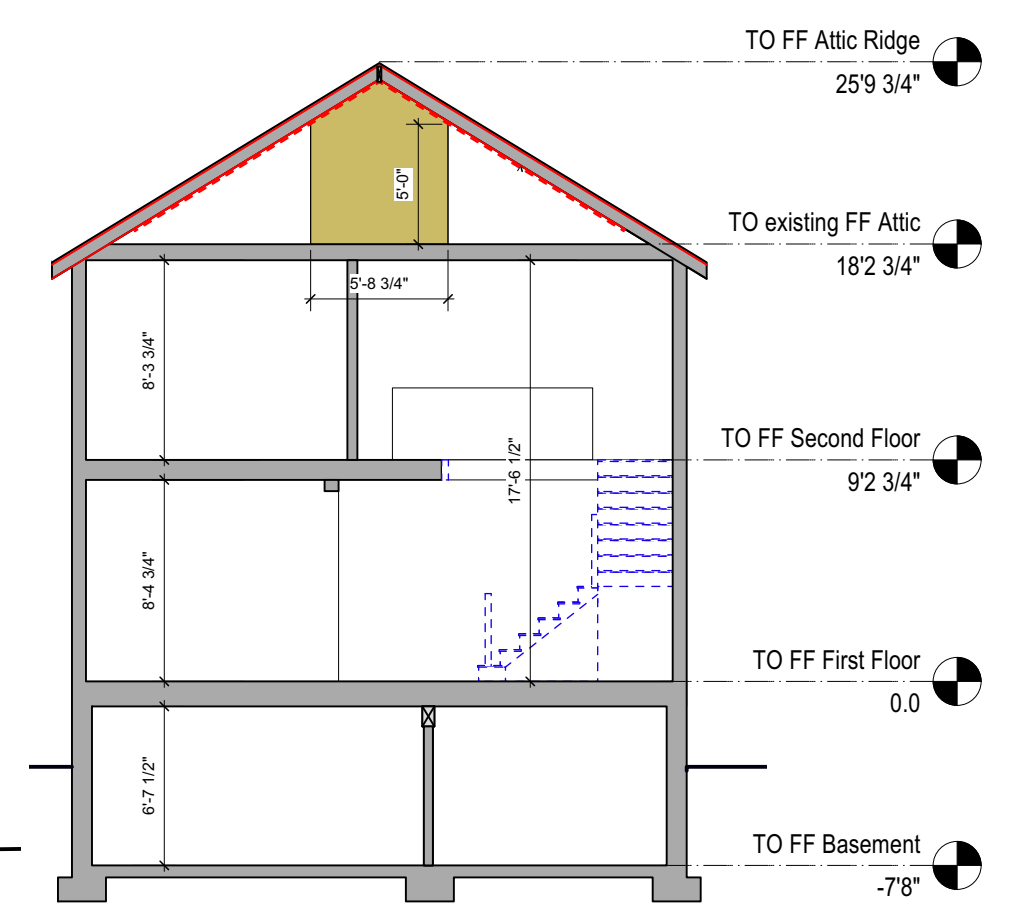 TO FF Attic Ridge
25'9 3/4"
5'-0"
TO existing FF Attic
18'2 3/4"
5'-8 3/4"
8'-3 3/4"
TO FF Second Floor
9'2 3/4"
17'-6 1/2"
8'-4 3/4"
TO FF First Floor
0.0
6'-7 1/2"
TO FF Basement
-7'8"